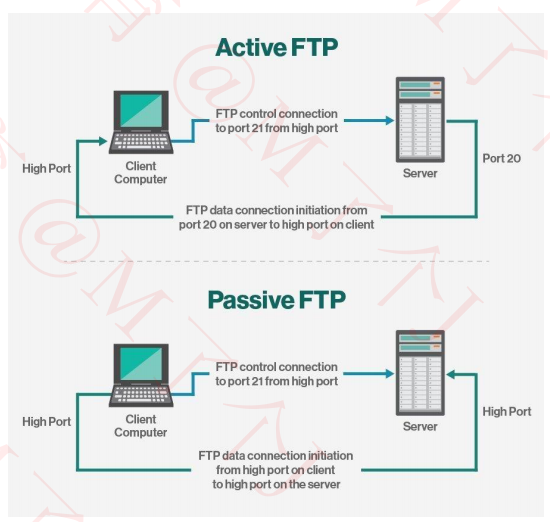 Active FTP
FTP control connection
to port 21 from high port
High Port
Client
Computer
Server
Port 20
FTP data connection initiation from
port 20 on server to high port on client
Passive FTP
FTP control connection
to port 21 from high port
High Port
Client
Computer
Server
High Port
FTP data connection initiation
from high port on client
to high port on the server